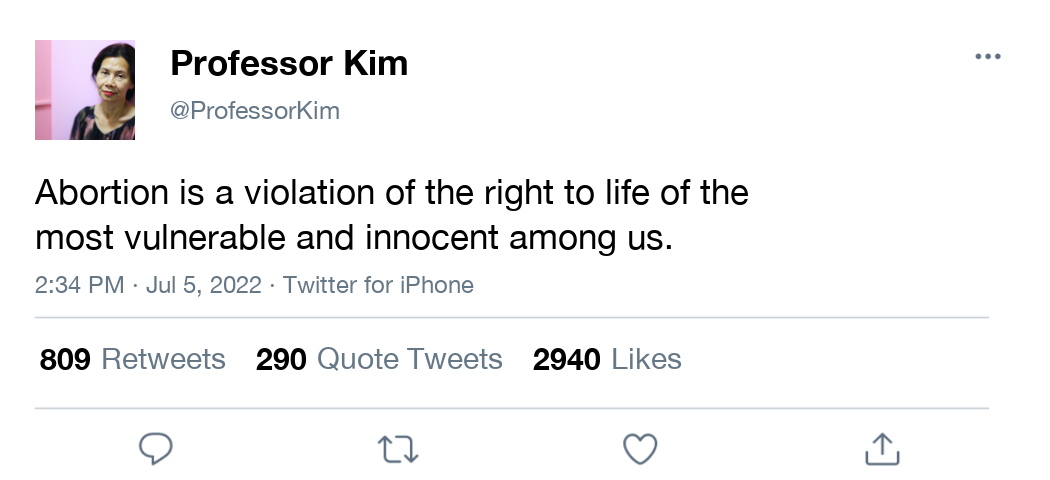 Professor Kim
@ProfessorKim
Abortion is a violation of the right to life of the
most vulnerable and innocent among us.
2:34 PM · Jul 5, 2022 · Twitter for iPhone
809 Retweets 290 Quote Tweets 2940 Likes